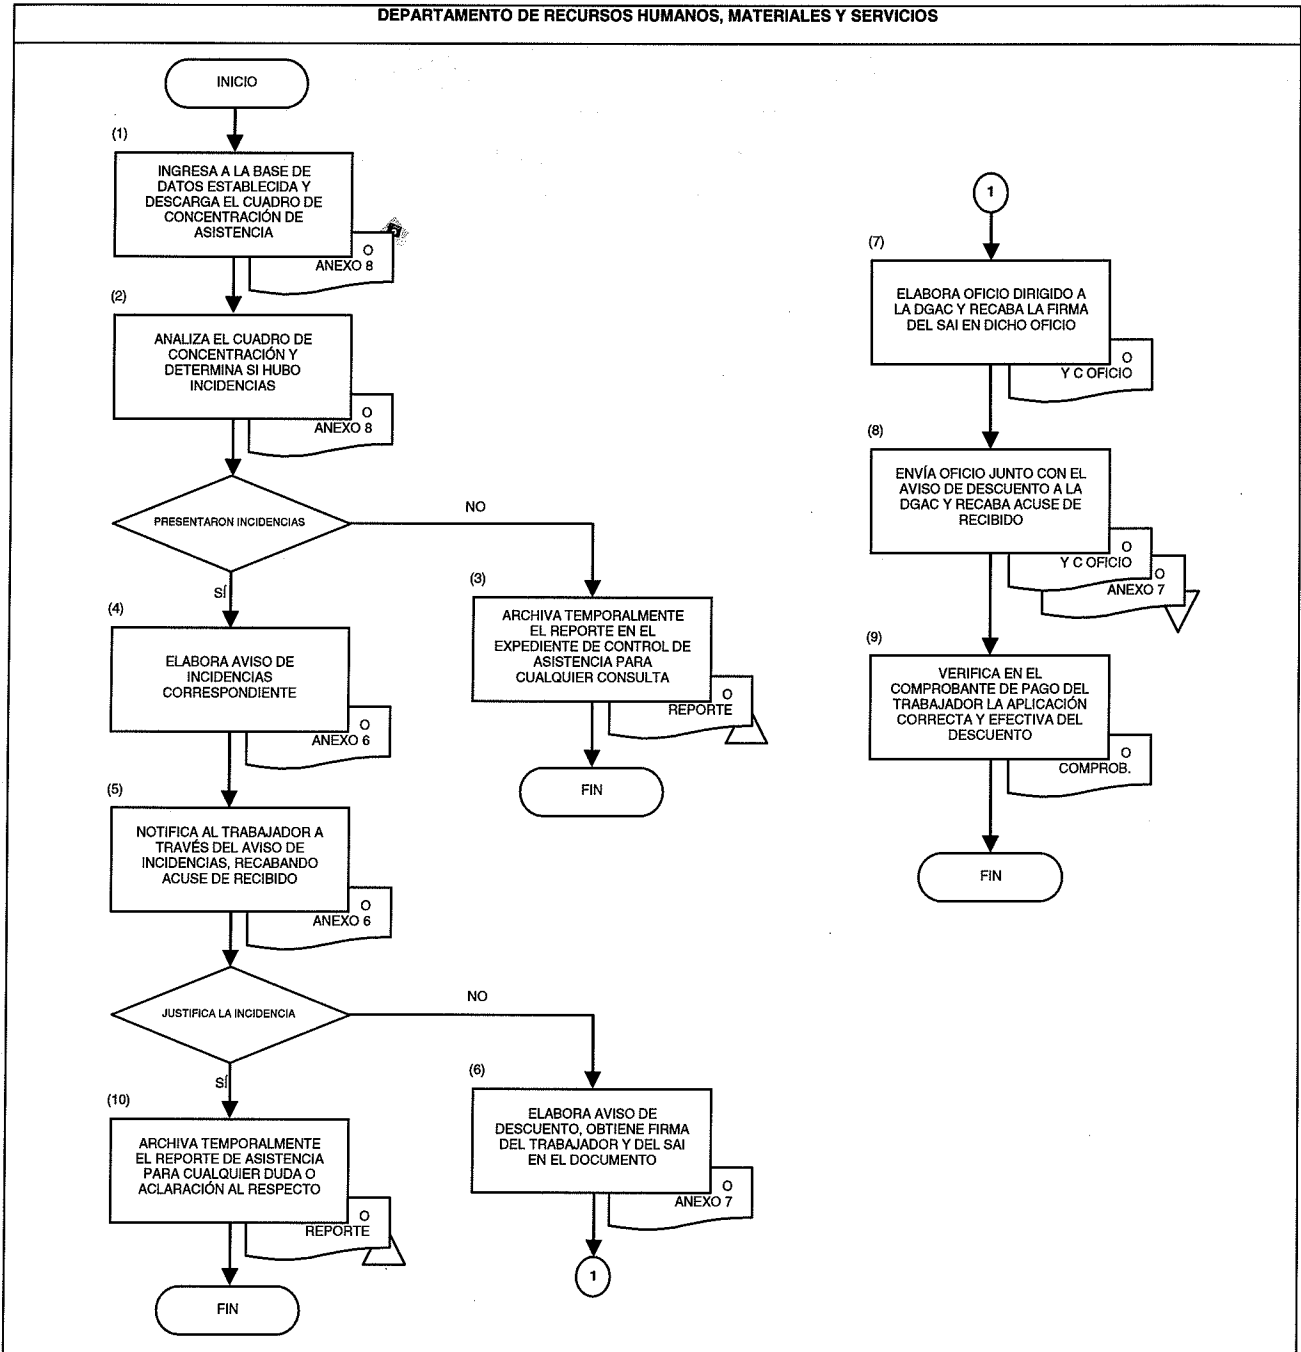 DEPARTAMENTO DE RECURSOS HUMANOS, MATERIALES Y SERVICIOS
INICIO
(1)
INGRESA A LA BASE DE
DATOS ESTABLECIDA Y
DESCARGA EL CUADRO DE
CONCENTRACIÓN DE
ASISTENCIA
O
ANEXO 8
(2)
ANALIZA EL CUADRO DE
CONCENTRACIÓN Y
DETERMINA SI HUBO
INCIDENCIAS
O
ANEXO 8
PRESENTARON INCIDENCIAS
NO
SÍ
(3)
ARCHIVA TEMPORALMENTE
EL REPORTE EN EL
EXPEDIENTE DE CONTROL DE
ASISTENCIA PARA
CUALQUIER CONSULTA
O
REPORTE
FIN
(4)
ELABORA AVISO DE
INCIDENCIAS
CORRESPONDIENTE
O
ANEXO 6
(5)
NOTIFICA AL TRABAJADOR A
TRAVÉS DEL AVISO DE
INCIDENCIAS, RECABANDO
ACUSE DE RECIBIDO
O
ANEXO 6
JUSTIFICA LA INCIDENCIA
NO
SÍ
(6)
ELABORA AVISO DE
DESCUENTO, OBTIENE FIRMA
DEL TRABAJADOR Y DEL SAI
EN EL DOCUMENTO
O
ANEXO 7
1
(10)
ARCHIVA TEMPORALMENTE
EL REPORTE DE ASISTENCIA
PARA CUALQUIER DUDA O
ACLARACIÓN AL RESPECTO
O
REPORTE
FIN
1
(7)
ELABORA OFICIO DIRIGIDO A
LA DGAC Y RECABA LA FIRMA
DEL SAI EN DICHO OFICIO
O
Y C OFICIO
(8)
ENVÍA OFICIO JUNTO CON EL
AVISO DE DESCUENTO A LA
DGAC Y RECABA ACUSE DE
RECIBIDO
O
Y C OFICIO
O
ANEXO 7
(9)
VERIFICA EN EL
COMPROBANTE DE PAGO DEL
TRABAJADOR LA APLICACIÓN
CORRECTA Y EFECTIVA DEL
DESCUENTO
O
COMPROB.
FIN